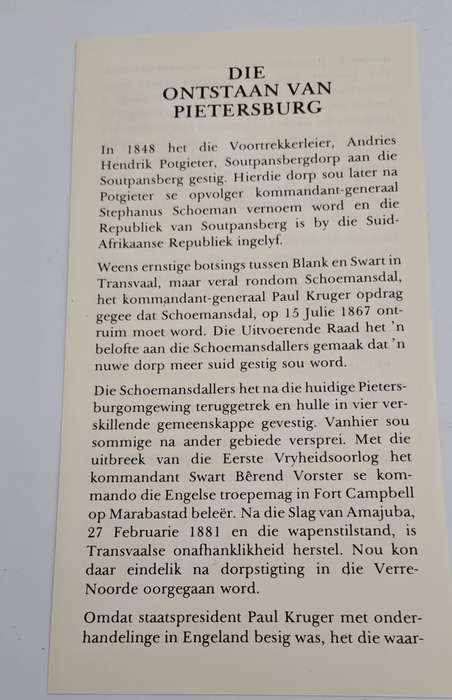 DIE
ONTSTAAN VAN
PIETERSBURG
In 1848 het die Voortrekkerleier, Andries
Hendrik Potgieter, Soutpansbergdorp aan die
Soutpansberg gestig. Hierdie dorp sou later na
Potgieter se opvolger kommandant-generaal
Stephanus Schoeman vernoem word en die
Republiek van Soutpansberg is by die Suid-
Afrikaanse Republiek ingelyf.
Weens ernstige botsings tussen Blank en Swart in
Transvaal, maar veral rondom Schoemansdal,
het kommandant-generaal Paul Kruger opdrag
gegee dat Schoemansdal, op 15 Julie 1867 ont-
ruim moet word. Die Uitvoerende Raad het 'n
belofte aan die Schoemansdallers gemaak dat 'n
nuwe dorp meer suid gestig sou word.
Die Schoemansdallers het na die huidige Pieters-
burgomgewing teruggetrek en hulle in vier ver-
skillende gemeenskappe gevestig. Vanhier sou
sommige na ander gebiede versprei. Met die
uitbreek van die Eerste Vryheidsoorlog het
kommandant Swart Bêrend Vorster se kom-
mando die Engelse troepemag in Fort Campbell
op Marabastad beleër. Na die Slag van Amajuba,
27 Februarie 1881 en die wapenstilstand, is
Transvaalse onafhanklikheid herstel. Nou kon
daar eindelik na dorpstigting in die Verre-
Noorde oorgegaan word.
Omdat staatspresident Paul Kruger met onder-
handelinge in Engeland besig was, het die waar-